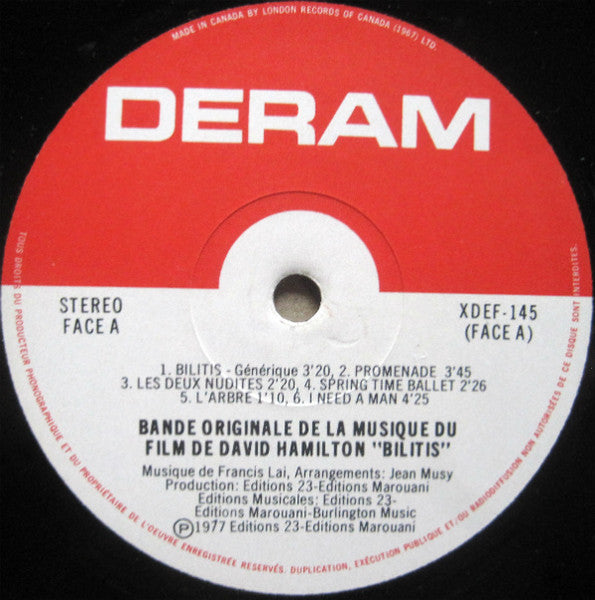 MADE IN CANADA BY LONDON RECORDS OF CANADA (1967) LTD.
DERAM
STEREO
FACE A
XDEF-145
(FACE A)
1. BILITIS - Générique 3'20, 2. PROMENADE 3'45
3. LES DEUX NUDITES 2'20, 4. SPRING TIME BALLET 2'26
5. L'ARBRE 1'10, 6. I NEED A MAN 4'25
BANDE ORIGINALE DE LA MUSIQUE DU
FILM DE DAVID HAMILTON "BILITIS"
Musique de Francis Lai, Arrangements: Jean Musy
Production: Editions 23-Editions Marouani
Editions Musicales: Editions 23-
Editions Marouani-Burlington Music
Ⓟ1977 Editions 23-Editions Marouani
TOUS DROITS DU PRODUCTEUR PHONOGRAPHIQUE ET DU PROPRIÉTAIRE DE L'OEUVRE ENREGISTRÉE RESERVÉS. DUPLICATION, EXÉCUTION PUBLIQUE ET/OU RADIODIFFUSION NON AUTORISÉES DE CE DISQUE SONT INTERDITES.